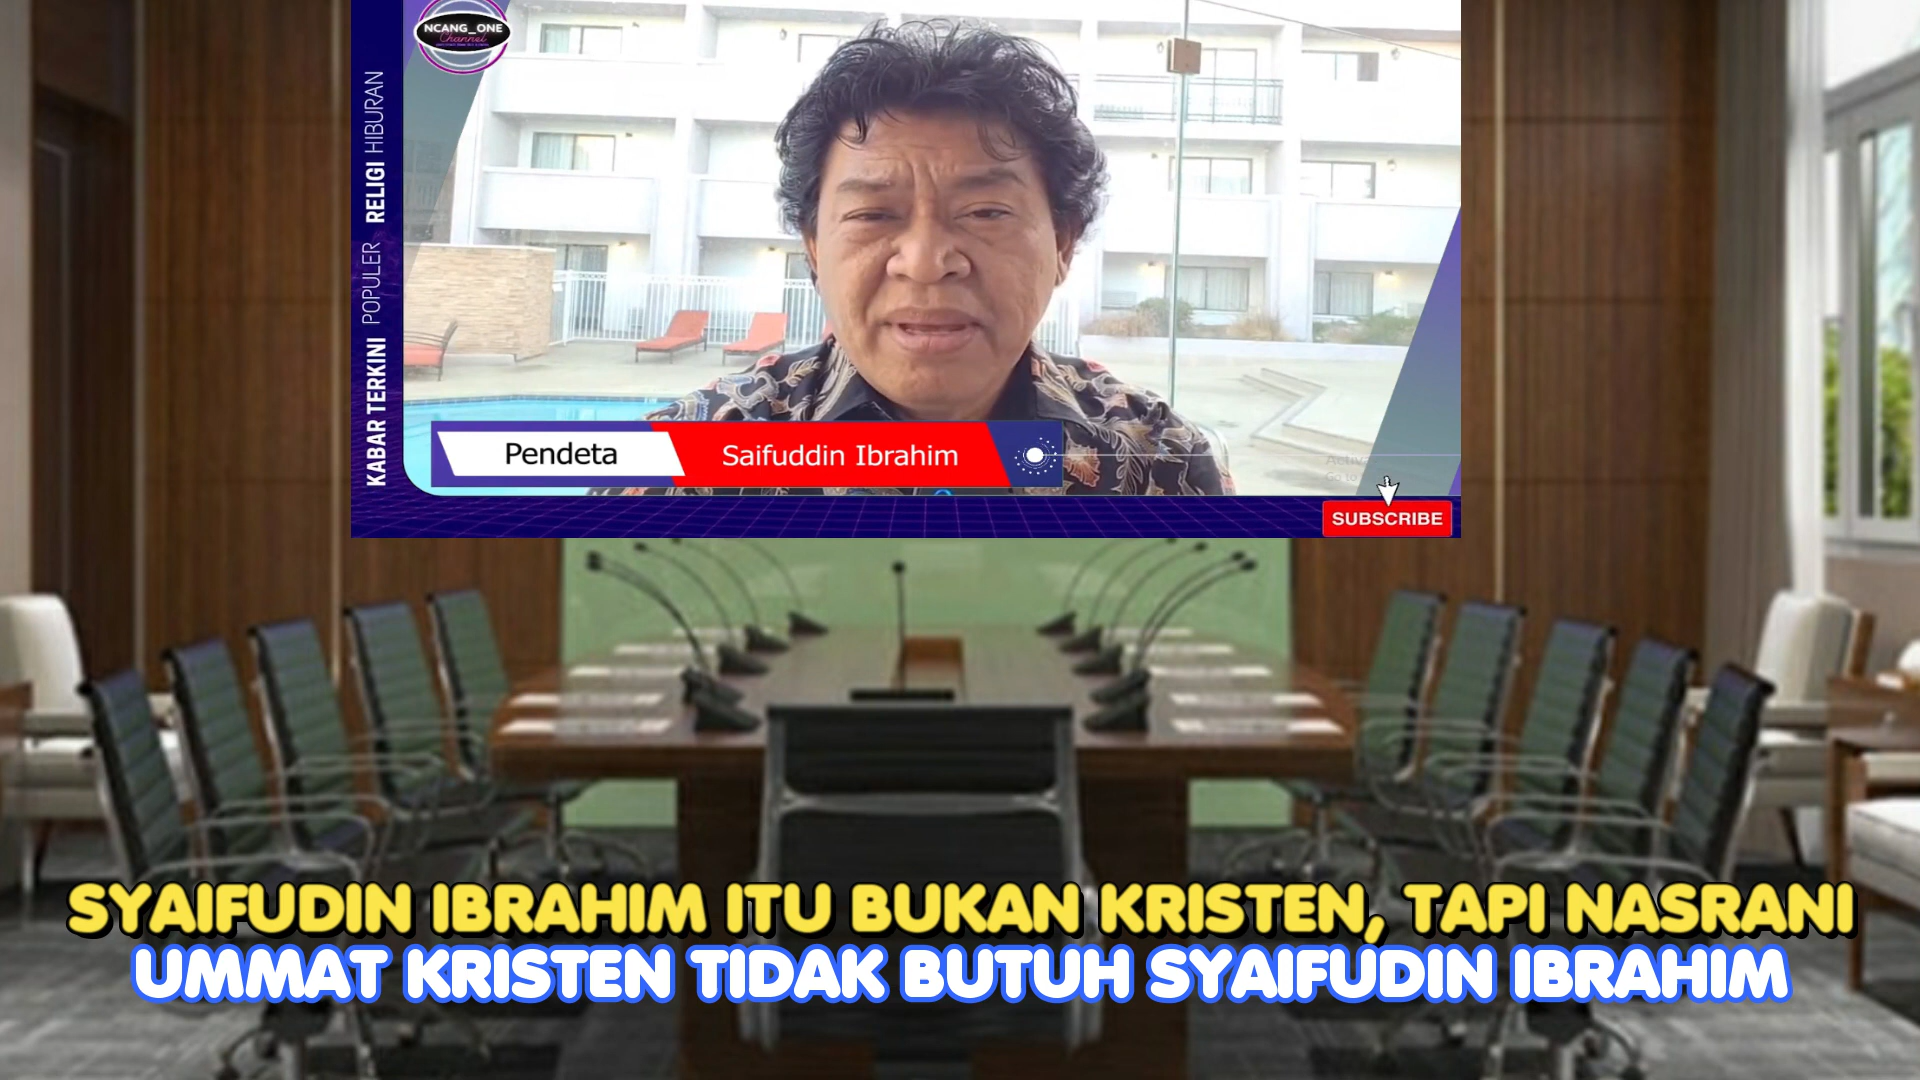 NCANG_ONE
Channel
KABAR TERKINI POPULER RELIGI HIBURAN
Pendeta
Saifuddin Ibrahim
SUBSCRIBE
SYAIFUDIN IBRAHIM ITU BUKAN KRISTEN, TAPI NASRANI
UMMAT KRISTEN TIDAK BUTUH SYAIFUDIN IBRAHIM